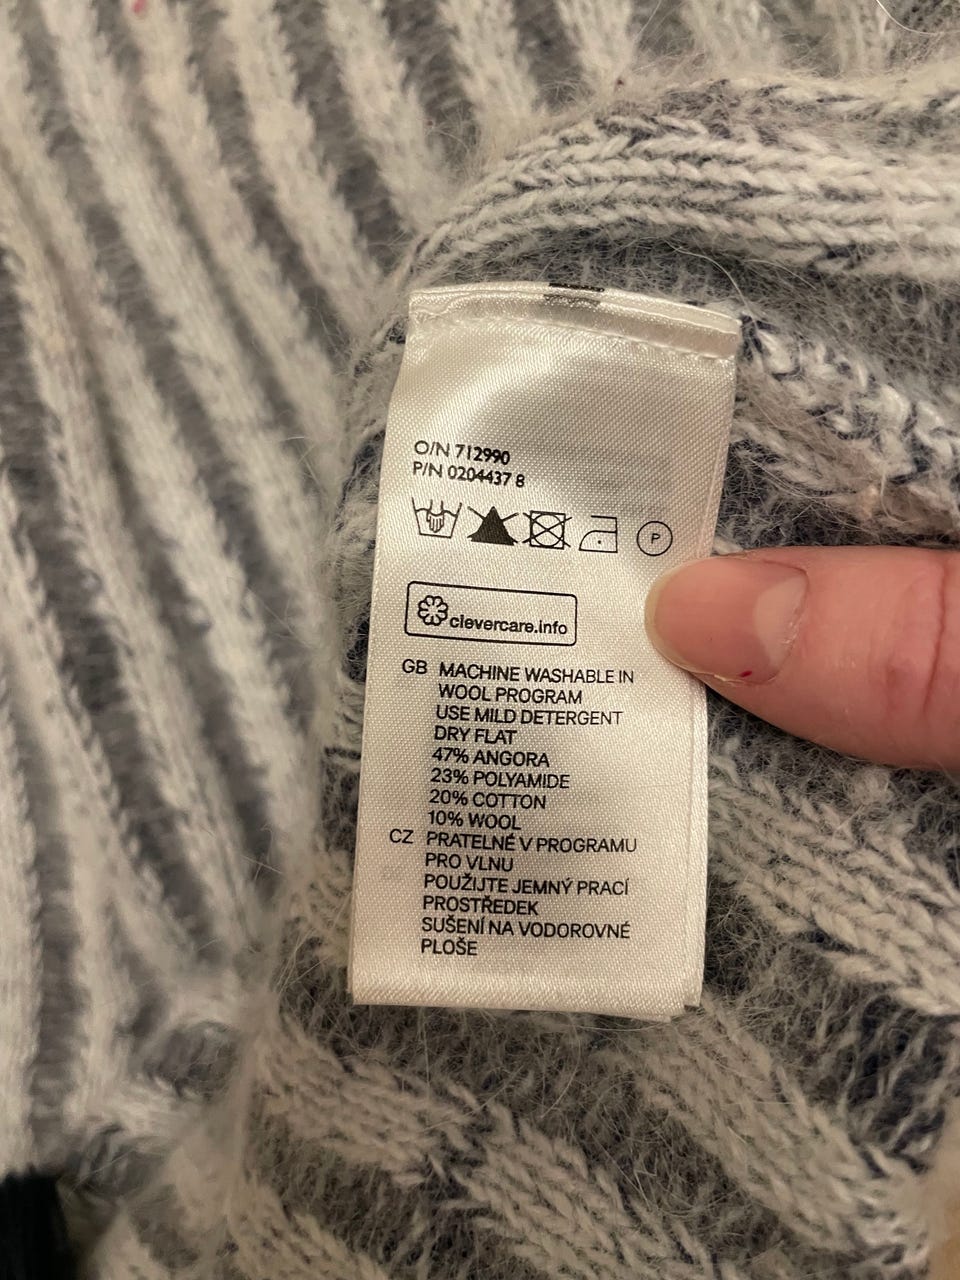 O/N 712990
P/N 0204437 8
P
clevercare.info
GB MACHINE WASHABLE IN
WOOL PROGRAM
USE MILD DETERGENT
DRY FLAT
47% ANGORA
23% POLYAMIDE
20% COTTON
10% WOOL
CZ PRATELNÉ V PROGRAMU
PRO VLNU
POUŽIJTE JEMNÝ PRACÍ
PROSTŘEDEK
SUŠENÍ NA VODOROVNÉ
PLOŠE